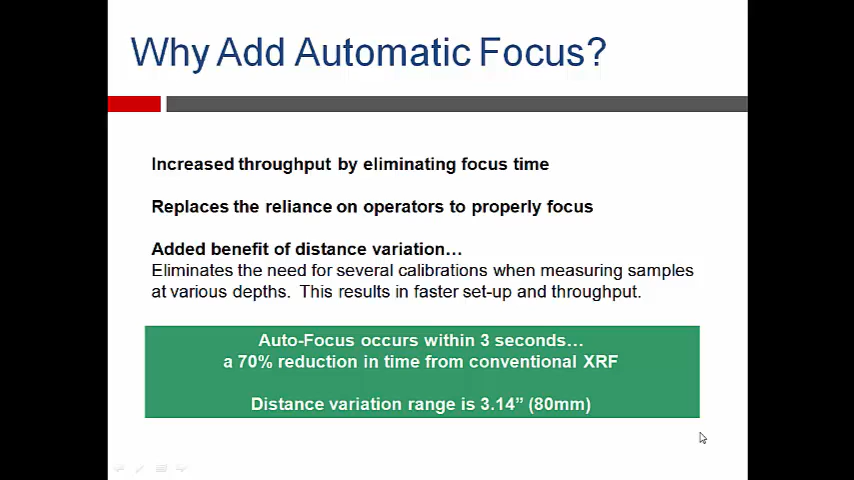 Why Add Automatic Focus?
Increased throughput by eliminating focus time
Replaces the reliance on operators to properly focus
Added benefit of distance variation…
Eliminates the need for several calibrations when measuring samples
at various depths.  This results in faster set-up and throughput.
Auto-Focus occurs within 3 seconds…
a 70% reduction in time from conventional XRF
Distance variation range is 3.14” (80mm)